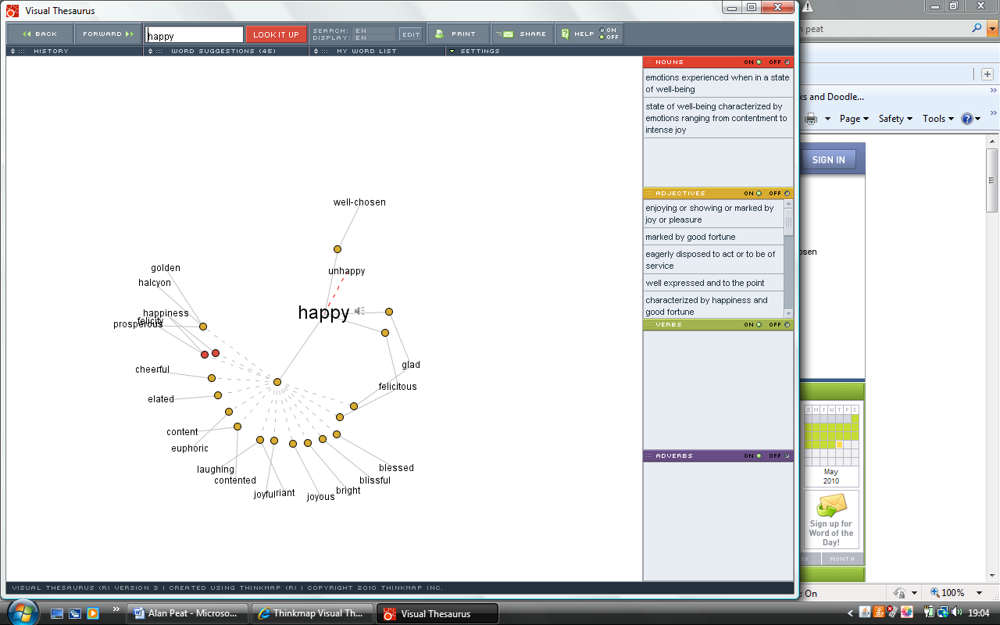 Visual Thesaurus
BACK
FORWARD
happy
LOOK IT UP
SEARCH: EN
DISPLAY: EN
EDIT
PRINT
SHARE
HELP
ON
OFF
HISTORY
WORD SUGGESTIONS (45)
MY WORD LIST
SETTINGS
well-chosen
unhappy
happy
golden
halcyon
happiness
felicity
prosperous
cheerful
elated
content
euphoric
laughing
contented
joyful
joyous
bright
blissful
blessed
glad
felicitous
NOUNS ON OFF
emotions experienced when in a state
of well-being
state of well-being characterized by
emotions ranging from contentment to
intense joy
ADJECTIVES ON OFF
enjoying or showing or marked by
joy or pleasure
marked by good fortune
eagerly disposed to act or to be of
service
well expressed and to the point
characterized by happiness and
good fortune
VERBS ON OFF
ADVERBS ON OFF
VISUAL THESAURUS (R) VERSION 3 | CREATED USING THINKMAP (R) | COPYRIGHT 2010 THINKMAP INC.
peat
and Doodle...
Page
Safety
Tools
SIGN IN
S M T W T F S
May
2010
Sign up for
Word of the
Day!
MONTH
: On
100%
Alan Peat - Microso...
Thinkmap Visual Th...
Visual Thesaurus
19:04